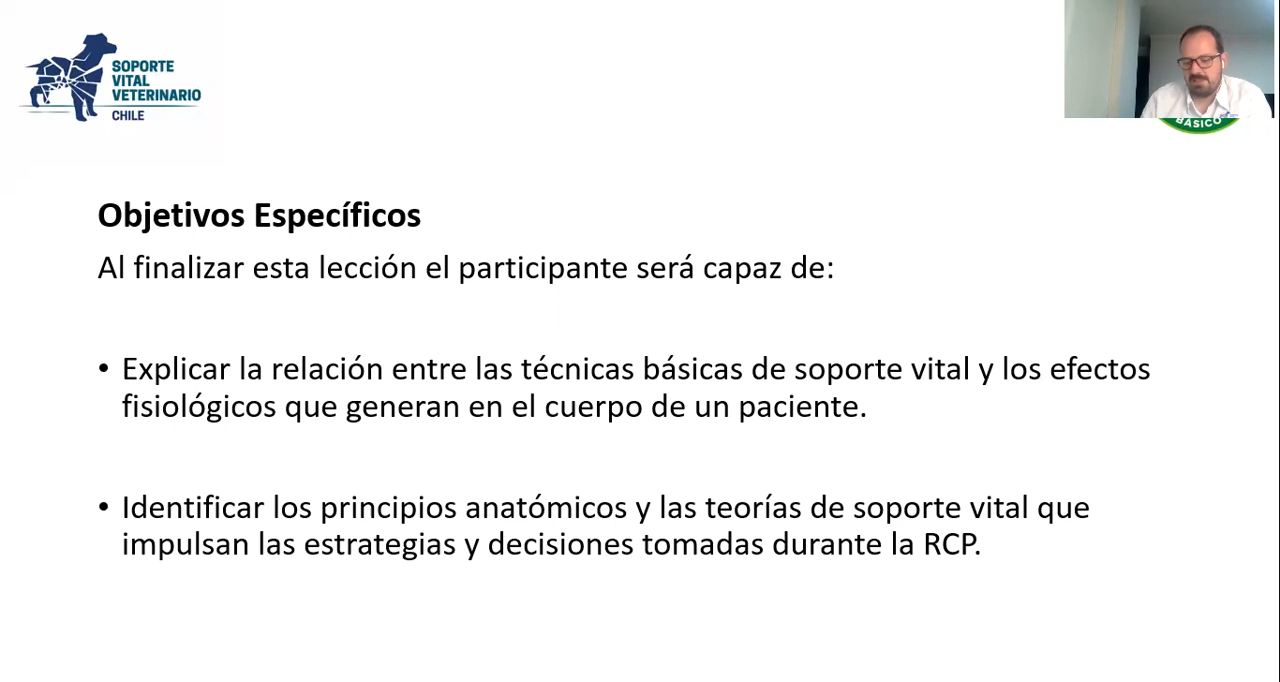 SOPORTE
VITAL
VETERINARIO
CHILE
BÁSICO
Objetivos Específicos
Al finalizar esta lección el participante será capaz de:
• Explicar la relación entre las técnicas básicas de soporte vital y los efectos
fisiológicos que generan en el cuerpo de un paciente.
• Identificar los principios anatómicos y las teorías de soporte vital que
impulsan las estrategias y decisiones tomadas durante la RCP.